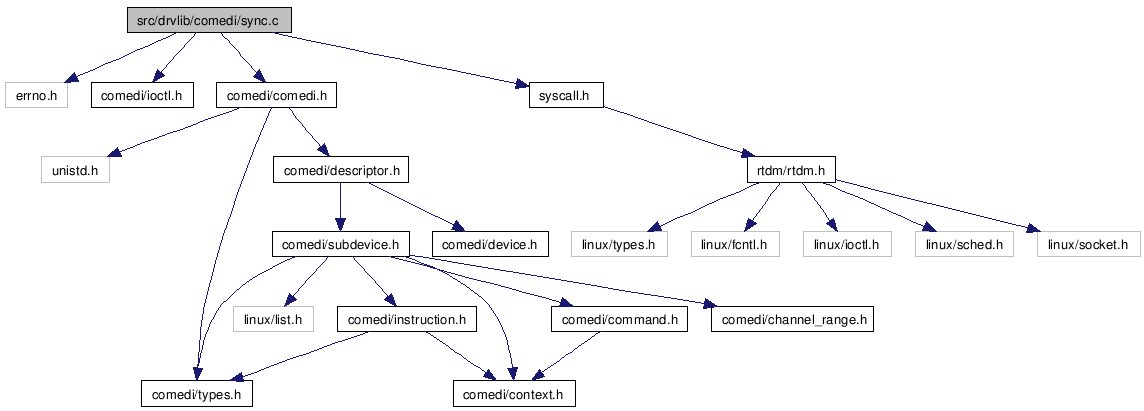 src/drvlib/comedi/sync.c
errno.h
comedi/ioctl.h
comedi/comedi.h
syscall.h
unistd.h
comedi/descriptor.h
rtdm/rtdm.h
comedi/subdevice.h
comedi/device.h
linux/types.h
linux/fcntl.h
linux/ioctl.h
linux/sched.h
linux/socket.h
linux/list.h
comedi/instruction.h
comedi/command.h
comedi/channel_range.h
comedi/types.h
comedi/context.h